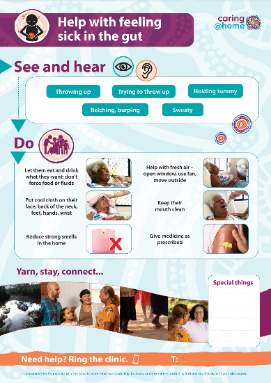 Help with feeling
sick in the gut
caring
@home
See and hear
Throwing up
Trying to throw up
Holding tummy
Belching, burping
Sweaty
Do
Let them eat and drink
what they want: don't
force food or fluids
Help with fresh air –
open window, use fan,
move outside
Put cool cloth on their
face, back of the neck,
feet, hands, wrist
Keep their
mouth clean
Reduce strong smells
in the home
Give medicine as
prescribed
Yarn, stay, connect...
Special things
Need help? Ring the clinic.
T: